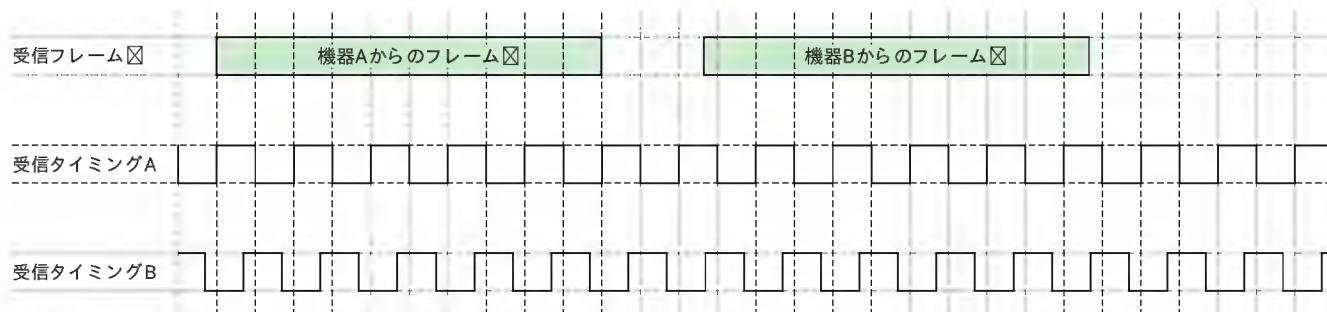 受信フレーム☒
機器Aからのフレーム☒
機器Bからのフレーム☒
受信タイミングA
受信タイミングB